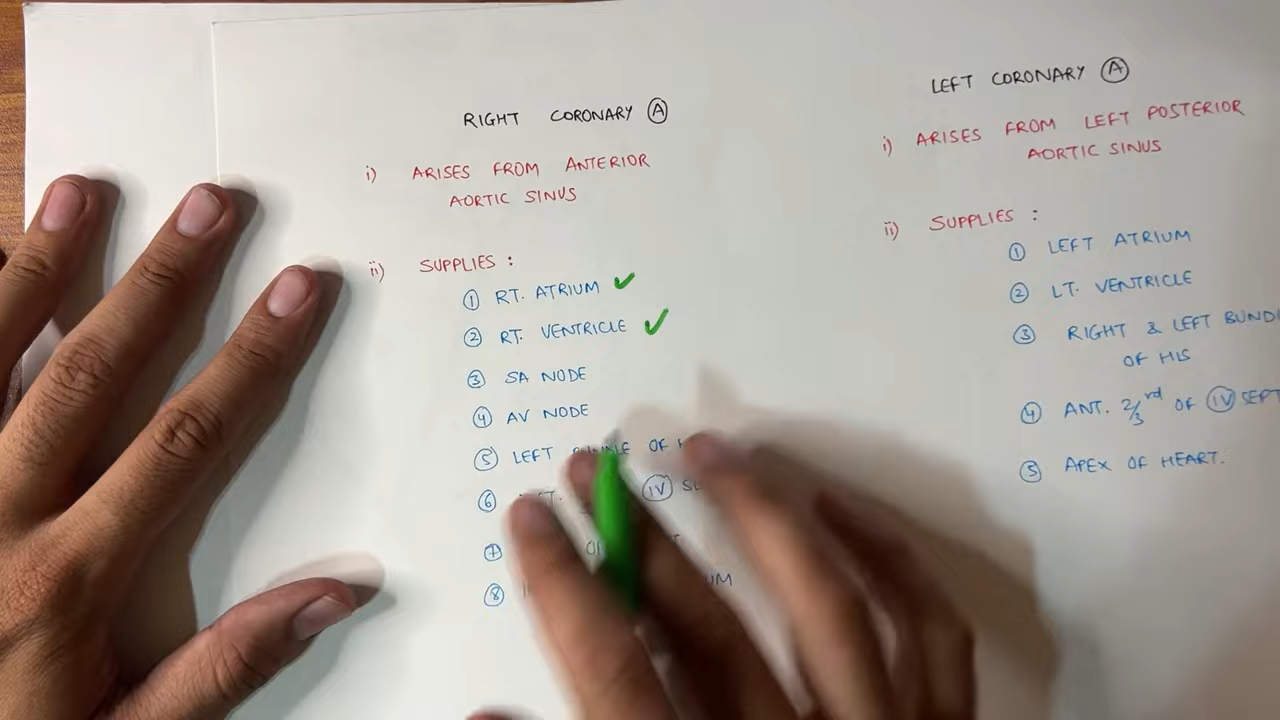 RIGHT CORONARY A
i) ARISES FROM ANTERIOR
AORTIC SINUS
ii) SUPPLIES :
1 RT. ATRIUM ✓
2 RT. VENTRICLE ✓
3 SA NODE
4 AV NODE
5 LEFT OF
6 IV
7
8
LEFT CORONARY A
i) ARISES FROM LEFT POSTERIOR
AORTIC SINUS
ii) SUPPLIES :
1 LEFT ATRIUM
2 LT. VENTRICLE
3 RIGHT & LEFT
OF HIS
4 ANT. 2/3rd OF IV SEPT
5 APEX OF HEART.